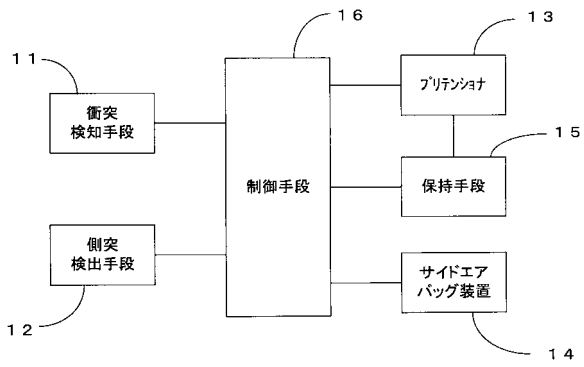 16
13
11
衝突
検知手段
プリテンショナ
15
制御手段
保持手段
側突
検出手段
サイドエア
バッグ装置
12
14